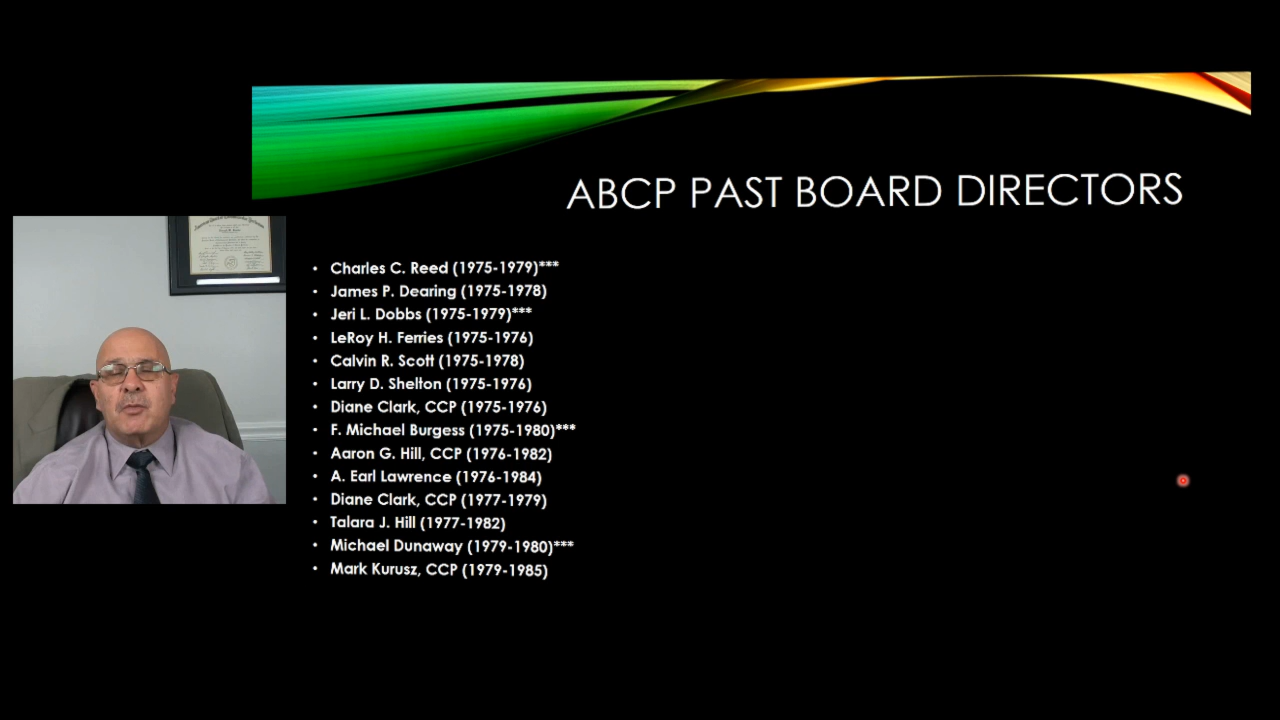 ABCP PAST BOARD DIRECTORS
• Charles C. Reed (1975-1979)***
• James P. Dearing (1975-1978)
• Jeri L. Dobbs (1975-1979)***
• LeRoy H. Ferries (1975-1976)
• Calvin R. Scott (1975-1978)
• Larry D. Shelton (1975-1976)
• Diane Clark, CCP (1975-1976)
• F. Michael Burgess (1975-1980)***
• Aaron G. Hill, CCP (1976-1982)
• A. Earl Lawrence (1976-1984)
• Diane Clark, CCP (1977-1979)
• Talara J. Hill (1977-1982)
• Michael Dunaway (1979-1980)***
• Mark Kurusz, CCP (1979-1985)